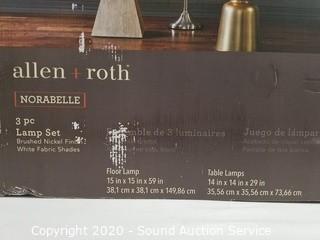 allen + roth
NORABELLE
3 pc
Lamp Set
Brushed Nickel Finish
White Fabric Shades
de 3 luminaires
Juego de lámpar
Floor Lamp
15 in x 15 in x 59 in
38,1 cm x 38,1 cm x 149,86 cm
Table Lamps
14 in x 14 in x 29 in
35,56 cm x 35,56 cm x 73,66 cm
Copyright 2020 - Sound Auction Service